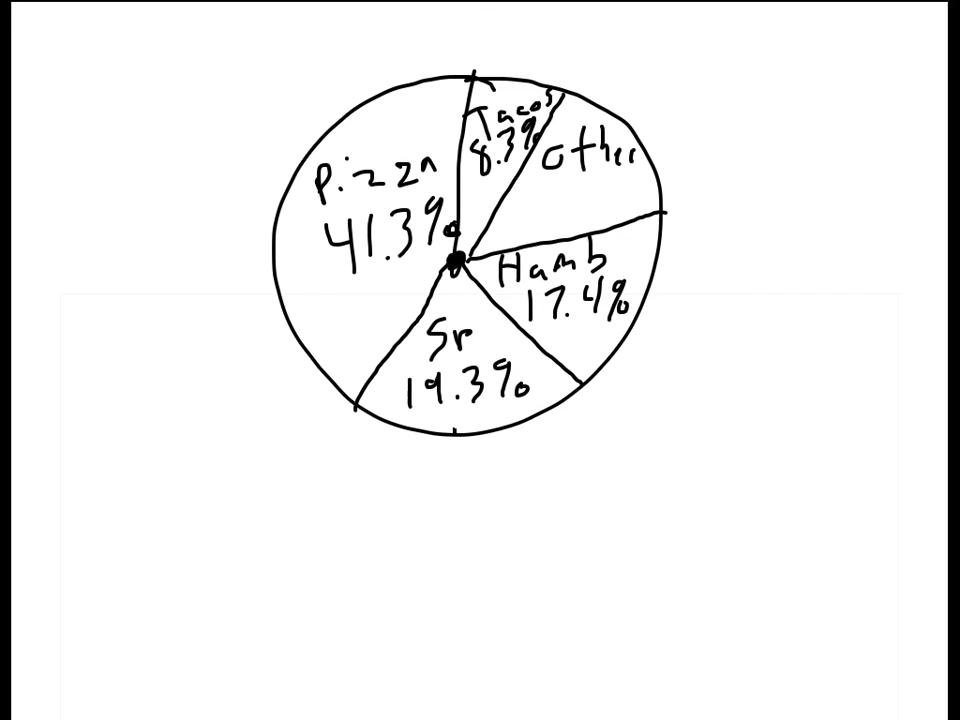 Tacos
8.3%
Other
Pizza
41.3%
Hamb
17.4%
Sr
19.3%